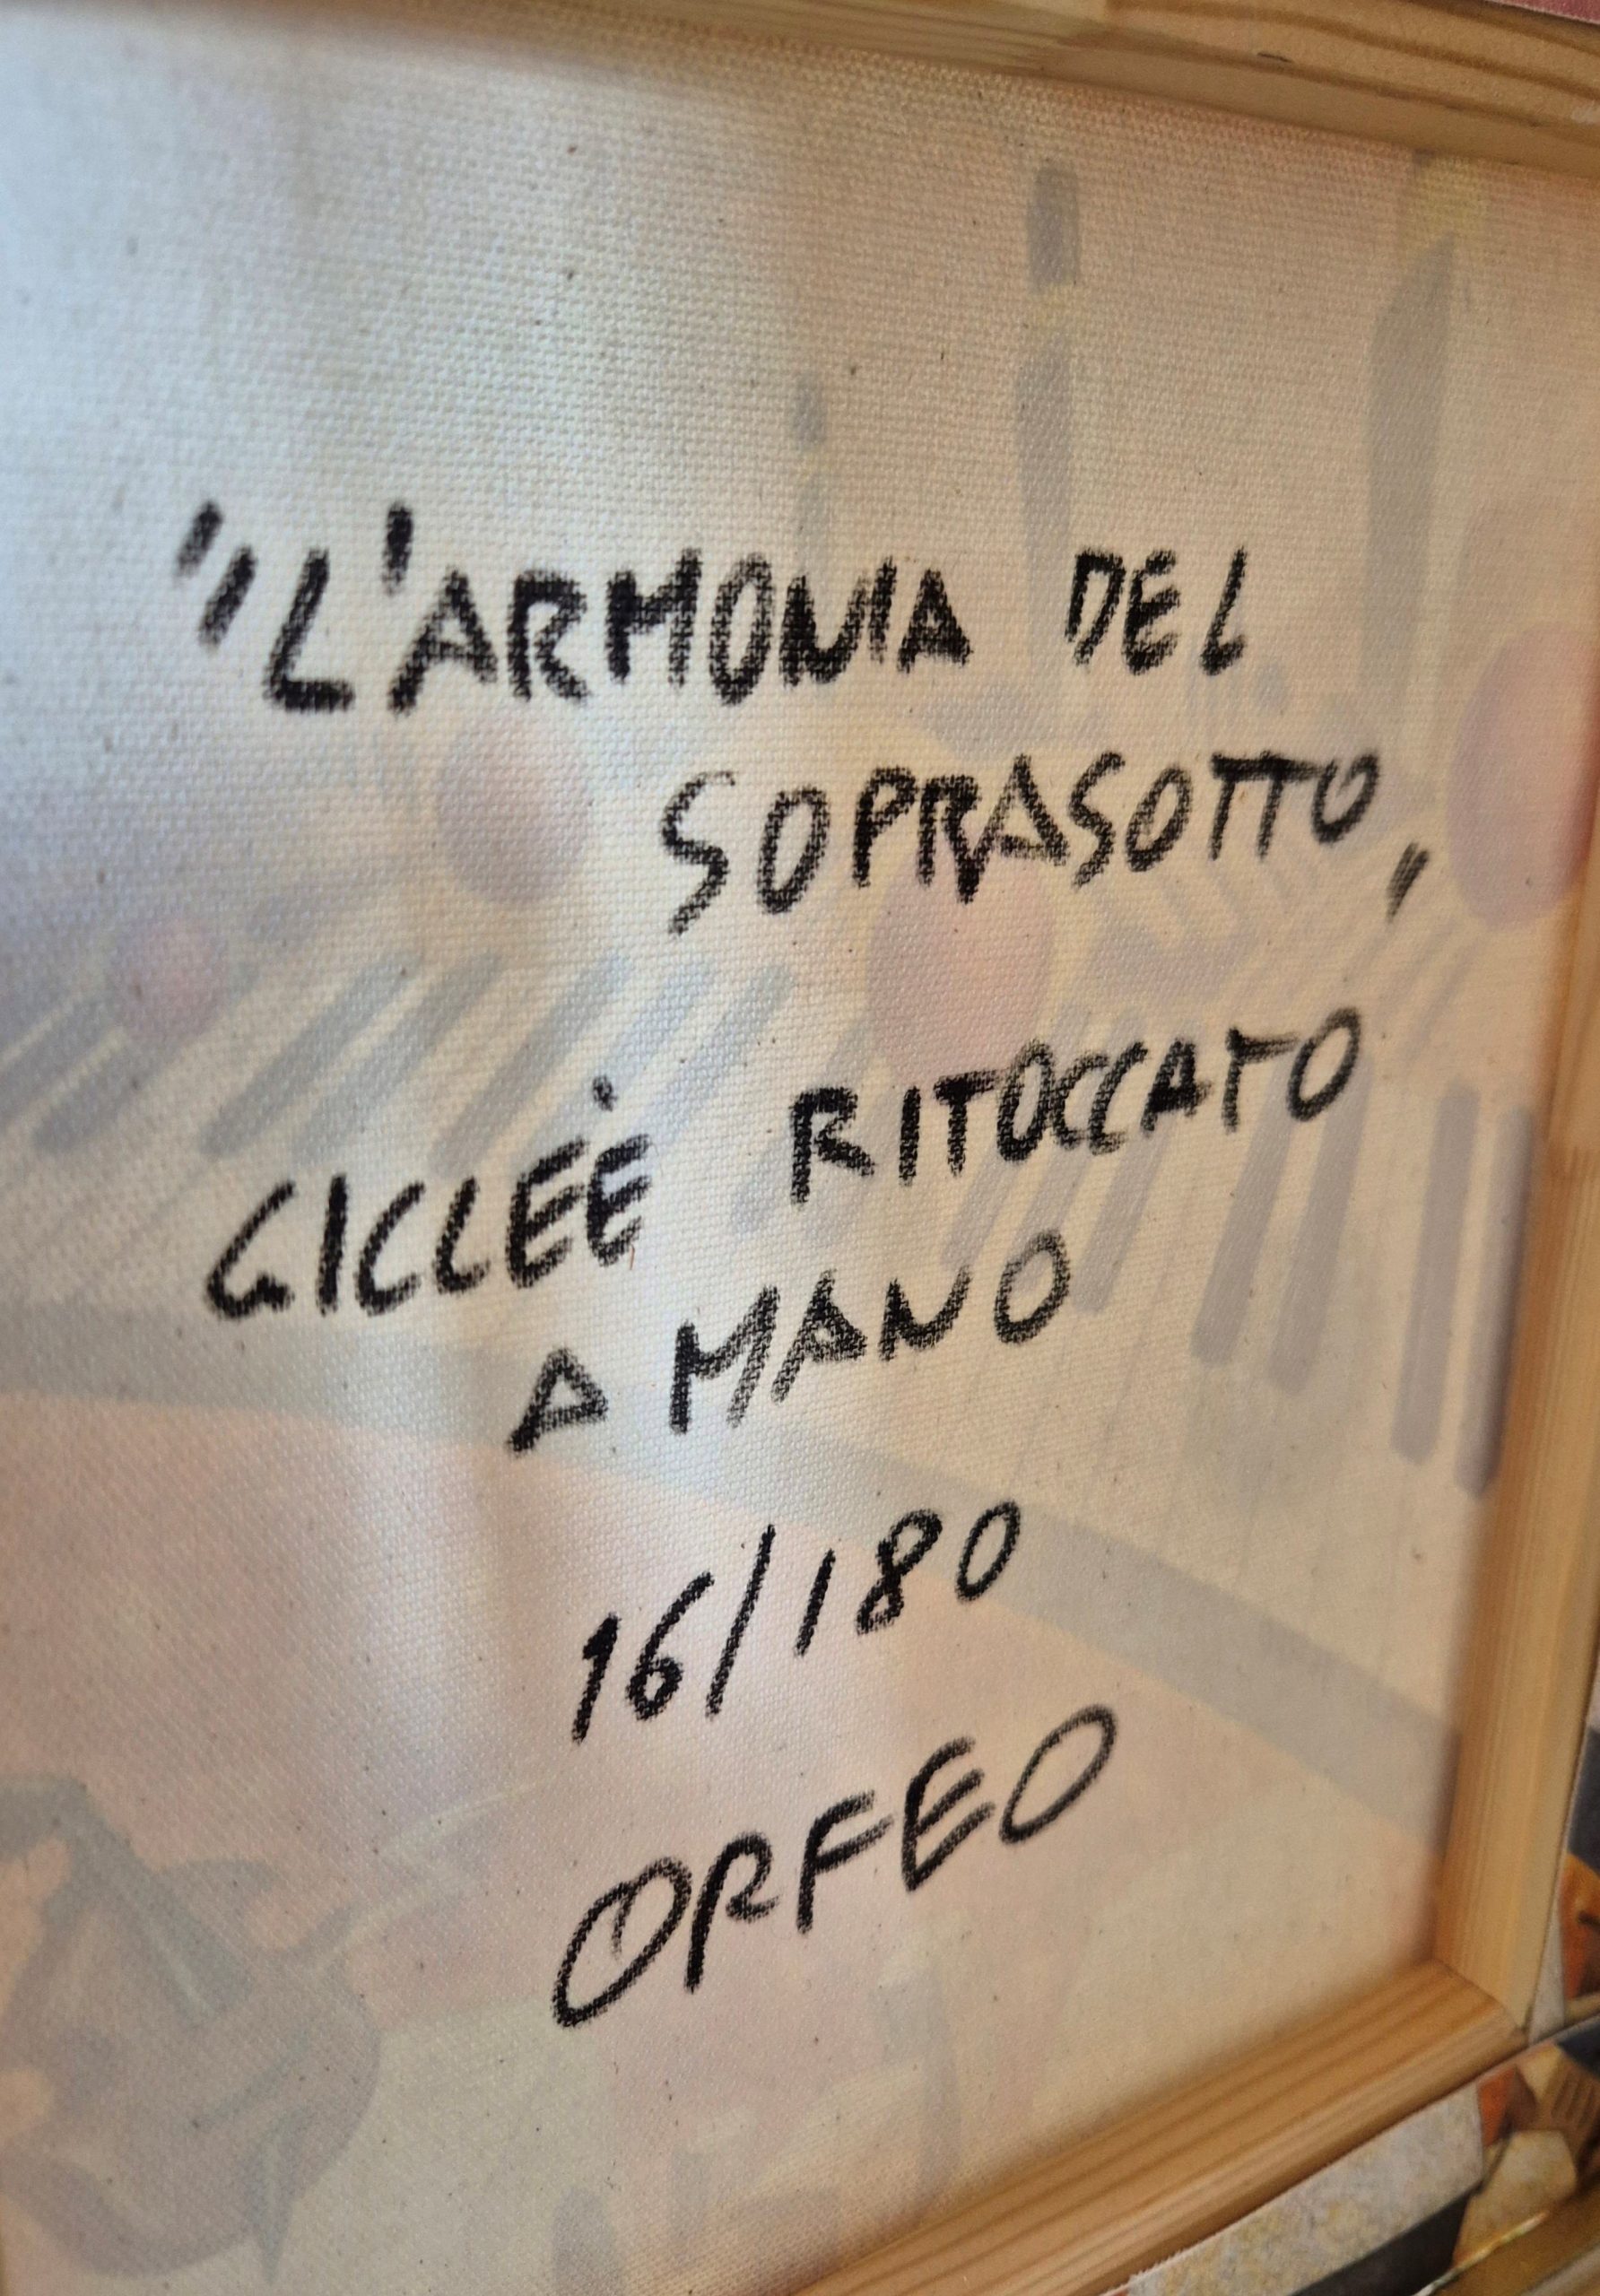 "L'ARMONIA DEL
SOPRASOTTO"
GICLEÈ RITOCCATO
A MANO
16/180
ORFEO